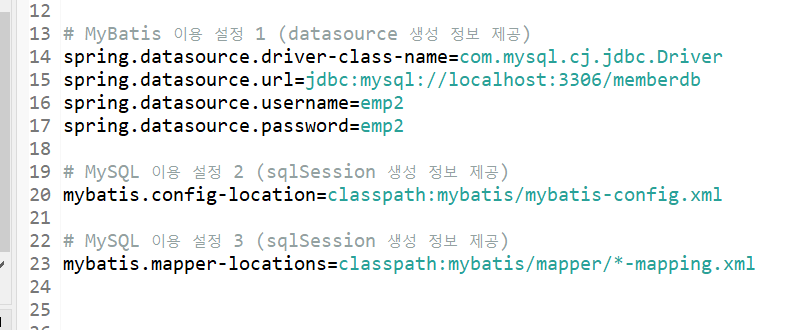 12
13 # MyBatis 이용 설정 1 (datasource 생성 정보 제공)
14 spring.datasource.driver-class-name=com.mysql.cj.jdbc.Driver
15 spring.datasource.url=jdbc:mysql://localhost:3306/memberdb
16 spring.datasource.username=emp2
17 spring.datasource.password=emp2
18
19 # MySQL 이용 설정 2 (sqlSession 생성 정보 제공)
20 mybatis.config-location=classpath:mybatis/mybatis-config.xml
21
22 # MySQL 이용 설정 3 (sqlSession 생성 정보 제공)
23 mybatis.mapper-locations=classpath:mybatis/mapper/*-mapping.xml
24
25